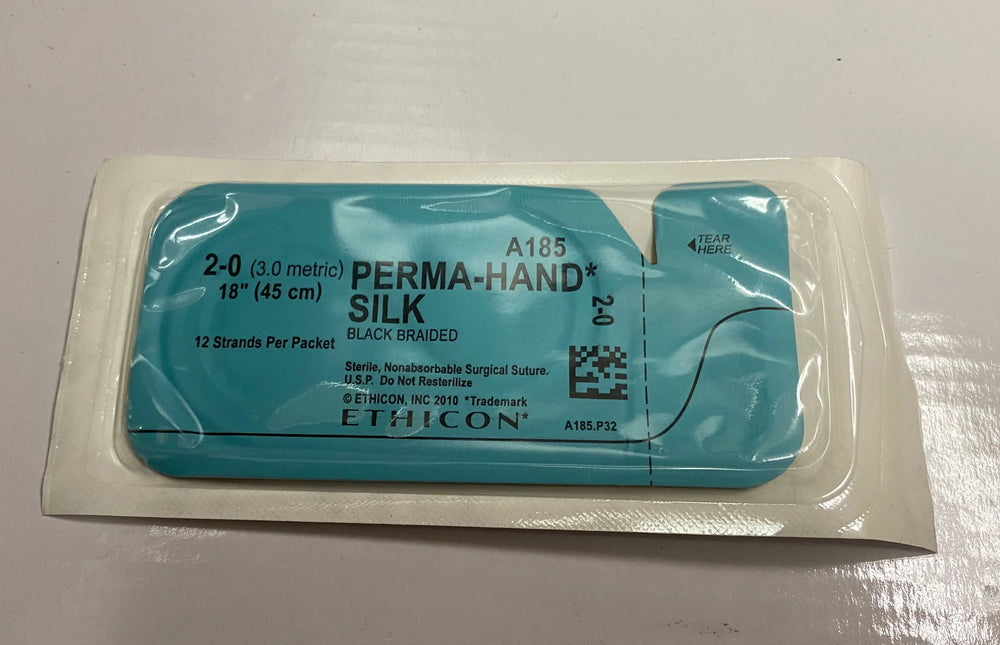 A185
2-0 (3.0 metric)
18" (45 cm)
PERMA-HAND*
SILK
BLACK BRAIDED
12 Strands Per Packet
Sterile, Nonabsorbable Surgical Suture.
U.S.P. Do Not Resterilize
© ETHICON, INC 2010 *Trademark
ETHICON*
2-0
A185.P32
TEAR
HERE